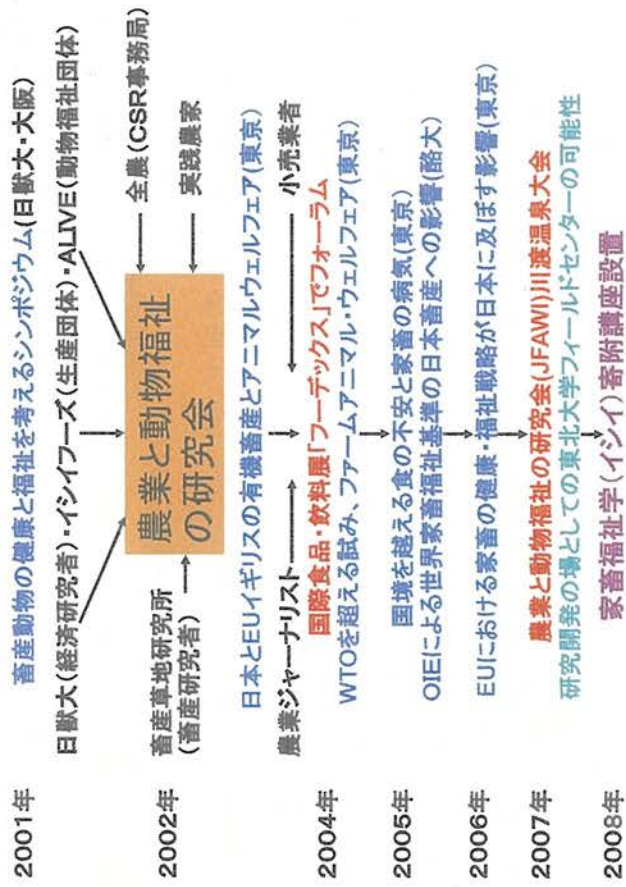 2001年
畜産動物の健康と福祉を考えるシンポジウム(日獣大・大阪)
日獣大(経済研究者)・イシイフーズ(生産団体)・ALIVE(動物福祉団体)
2002年
畜産草地研究所
(畜産研究者)
農業と動物福祉
の研究会
全農(CSR事務局)
実践農家
日本とEUイギリスの有機畜産とアニマルウェルフェア(東京)
農業ジャーナリスト
小売業者
2004年
国際食品・飲料展「フーデックス」でフォーラム
WTOを超える試み、ファームアニマル・ウェルフェア(東京)
2005年
国境を越える食の不安と家畜の病気(東京)
OIEによる世界家畜福祉基準の日本畜産への影響(酪大)
2006年
EUにおける家畜の健康・福祉戦略が日本に及ぼす影響(東京)
2007年
農業と動物福祉の研究会(JFAWI)川渡温泉大会
研究開発の場としての東北大学フィールドセンターの可能性
2008年
家畜福祉学(イシイ)寄附講座設置